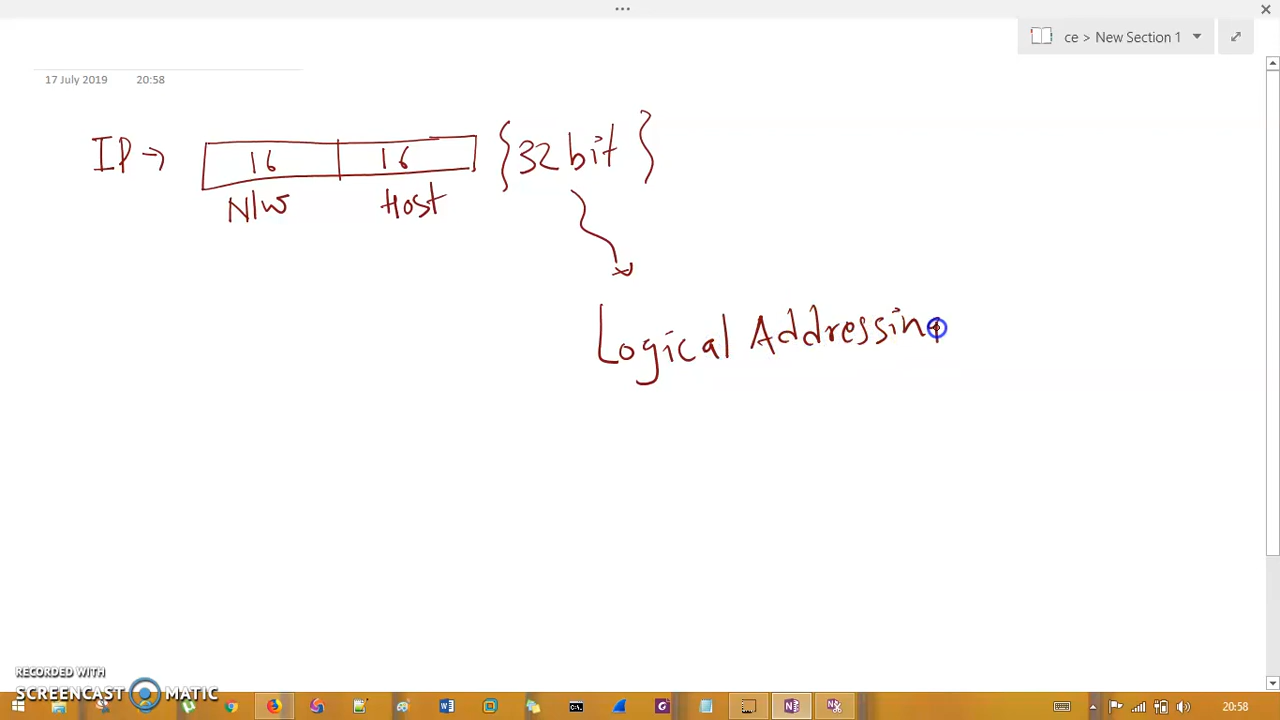 ce > New Section 1
17 July 2019 20:58
IP → 16 16 {32 bit}
N/W Host
Logical Addressin
RECORDED WITH
SCREENCAST MATIC
20:58